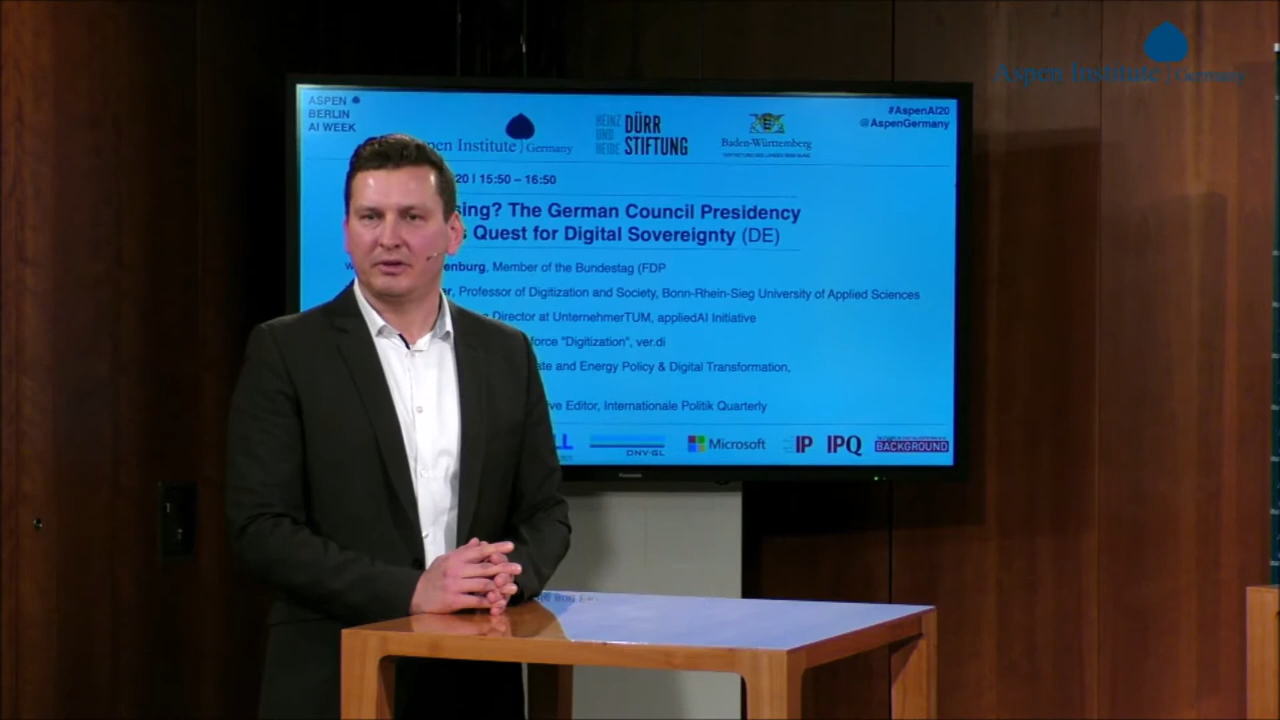 Aspen Institute | Germany
ASPEN
BERLIN
AI WEEK
Institute | Germany
HEINZ
UND
HEIDE
DÜRR
STIFTUNG
Baden-Württemberg
#AspenAI20
@AspenGermany
20 | 15:50 – 16:50
sing? The German Council Presidency
s Quest for Digital Sovereignty (DE)
enburg, Member of the Bundestag (FDP
er, Professor of Digitization and Society, Bonn-Rhein-Sieg University of Applied Sciences
Director at UnternehmerTUM, appliedAI Initiative
force "Digitization", ver.di
ate and Energy Policy & Digital Transformation,
ve Editor, Internationale Politik Quarterly
LL
DNV·GL
Microsoft
IP
IPQ
BACKGROUND
Panasonic